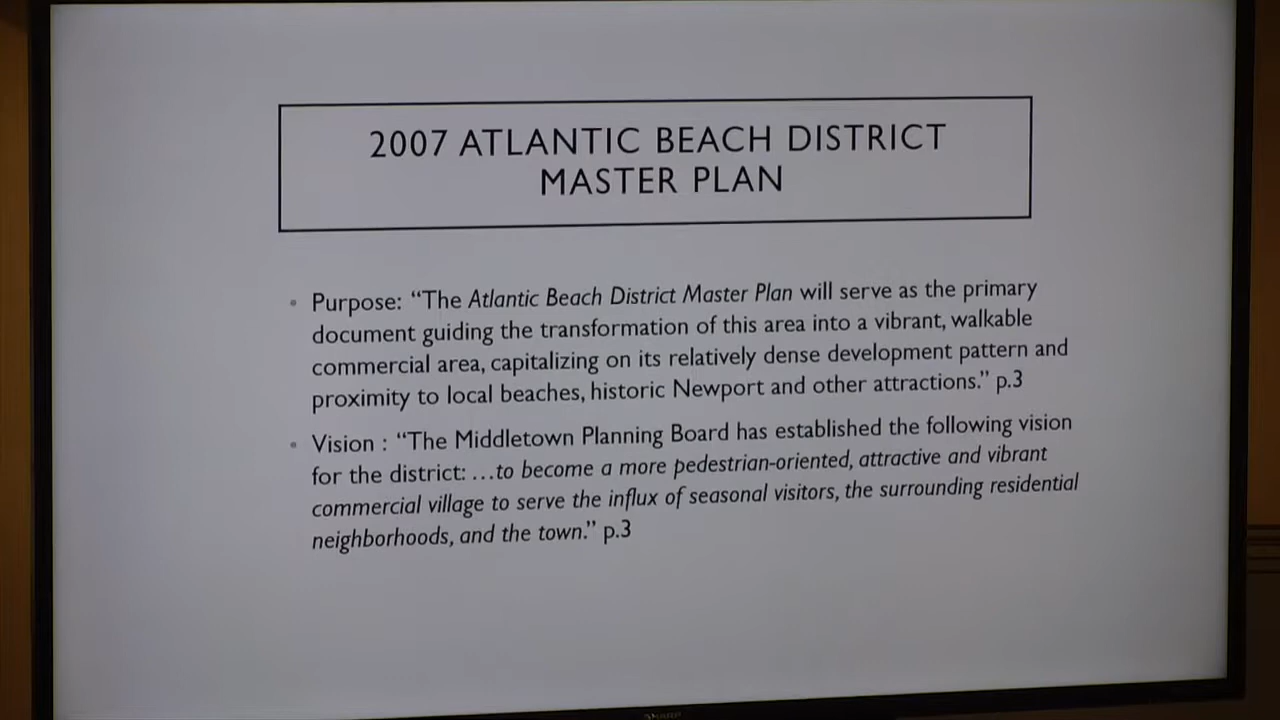 2007 ATLANTIC BEACH DISTRICT
MASTER PLAN
• Purpose: “The Atlantic Beach District Master Plan will serve as the primary
document guiding the transformation of this area into a vibrant, walkable
commercial area, capitalizing on its relatively dense development pattern and
proximity to local beaches, historic Newport and other attractions.” p.3
• Vision : “The Middletown Planning Board has established the following vision
for the district: …to become a more pedestrian-oriented, attractive and vibrant
commercial village to serve the influx of seasonal visitors, the surrounding residential
neighborhoods, and the town.” p.3
SHARP